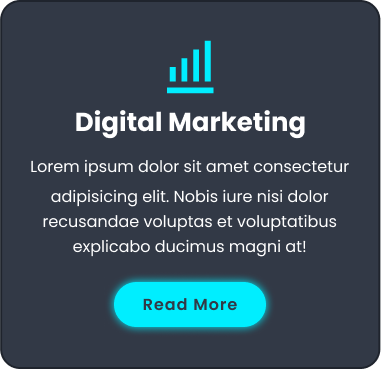 Digital Marketing
Lorem ipsum dolor sit amet consectetur
adipisicing elit. Nobis iure nisi dolor
recusandae voluptas et voluptatibus
explicabo ducimus magni at!
Read More